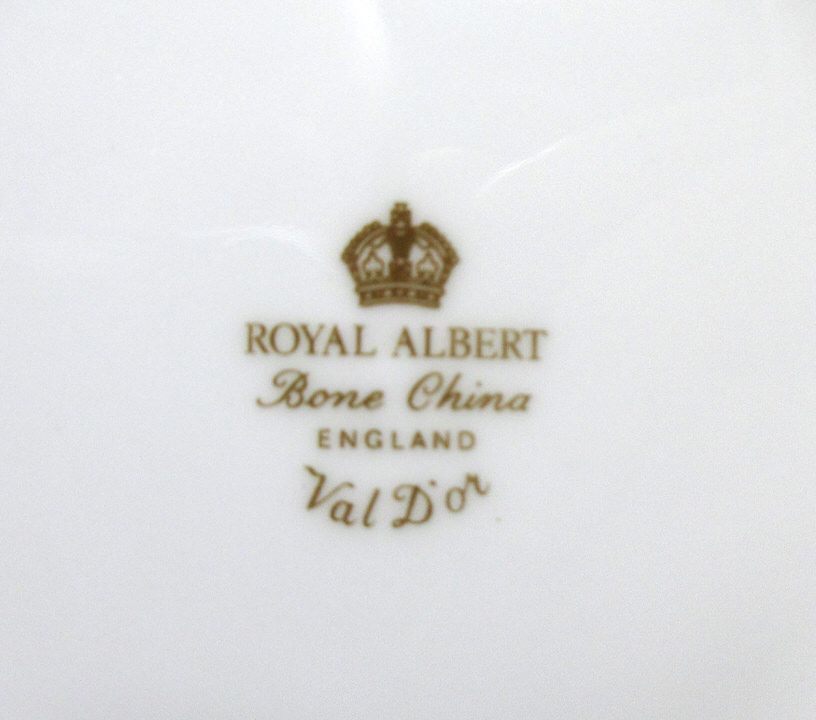 ROYAL ALBERT
Bone China
ENGLAND
Val D'or